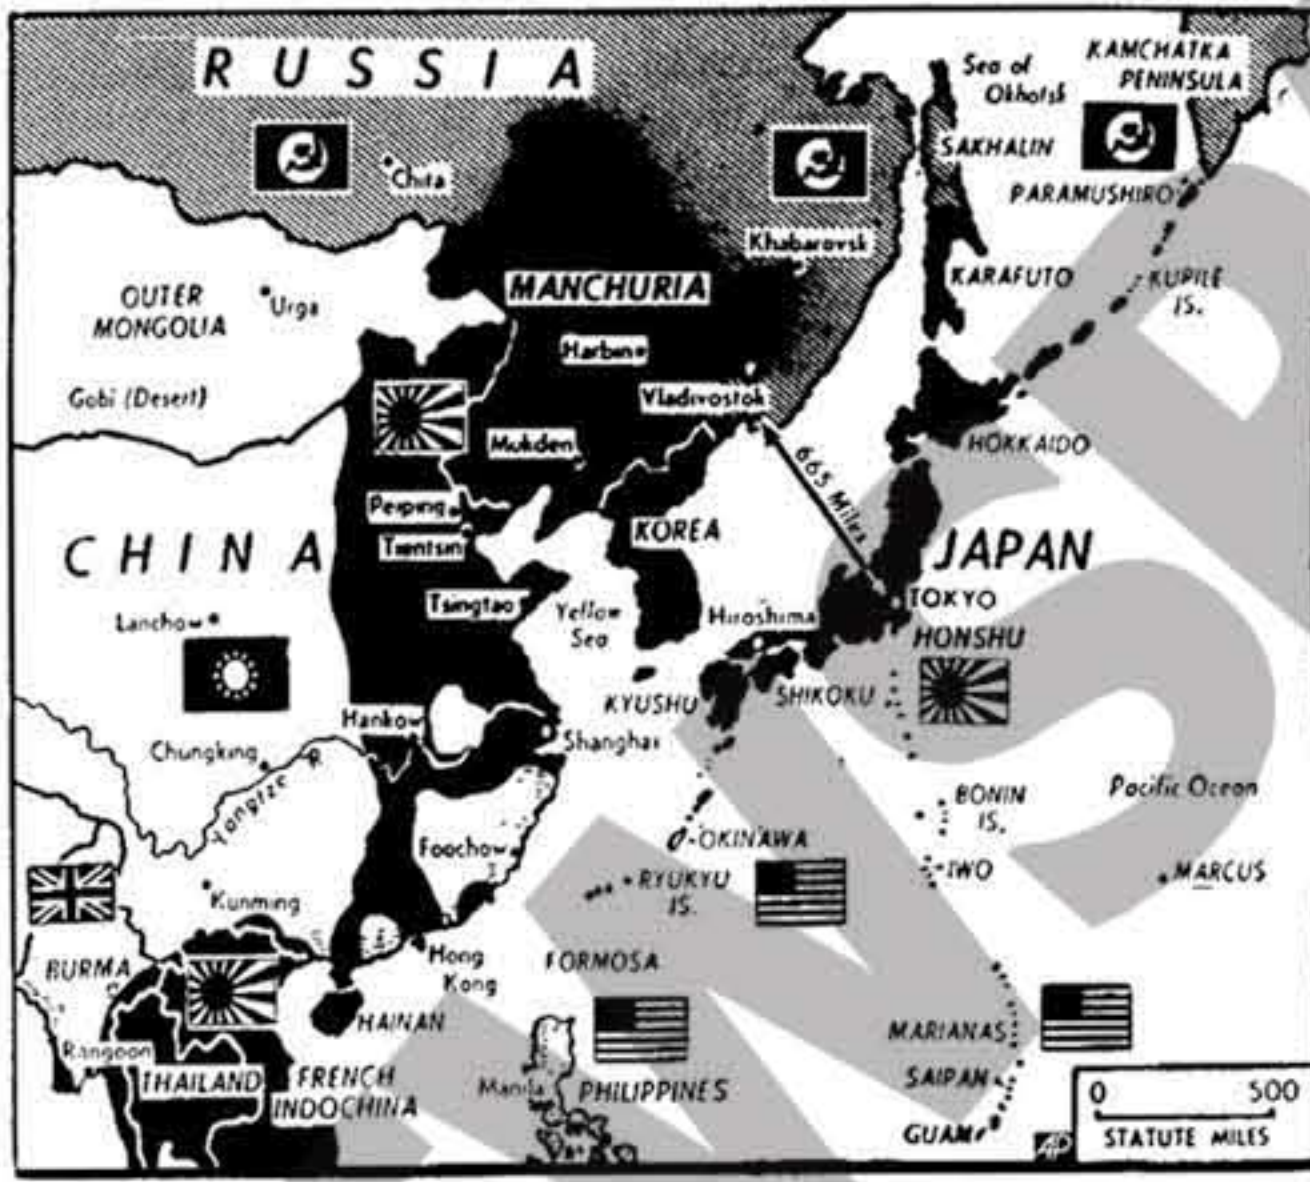 RUSSIA
Sea of
Okhotsk
KAMCHATKA
PENINSULA
Chita
SAKHALIN
PARAMUSHIRO
Khabarovsk
MANCHURIA
KARAFUTO
KUPILE
IS.
OUTER
MONGOLIA
Urga
Harbin
Gobi (Desert)
Vladivostok
Mukden
HOKKAIDO
665 Miles
Peiping
Tientsin
KOREA
CHINA
JAPAN
Tsingtao
Yellow
Sea
Hiroshima
TOKYO
Lanchow
HONSHU
KYUSHU
SHIKOKU
Hankow
Shanghai
Chungking
Yangtze R
Pacific Ocean
BONIN
IS.
Foochow
OKINAWA
IWO
MARCUS
RYUKYU
IS.
Kunming
BURMA
Hong
Kong
FORMOSA
HAINAN
MARIANAS
Rangoon
THAILAND
FRENCH
INDOCHINA
Manila
PHILIPPINES
SAIPAN
GUAM
0 500
STATUTE MILES
AP